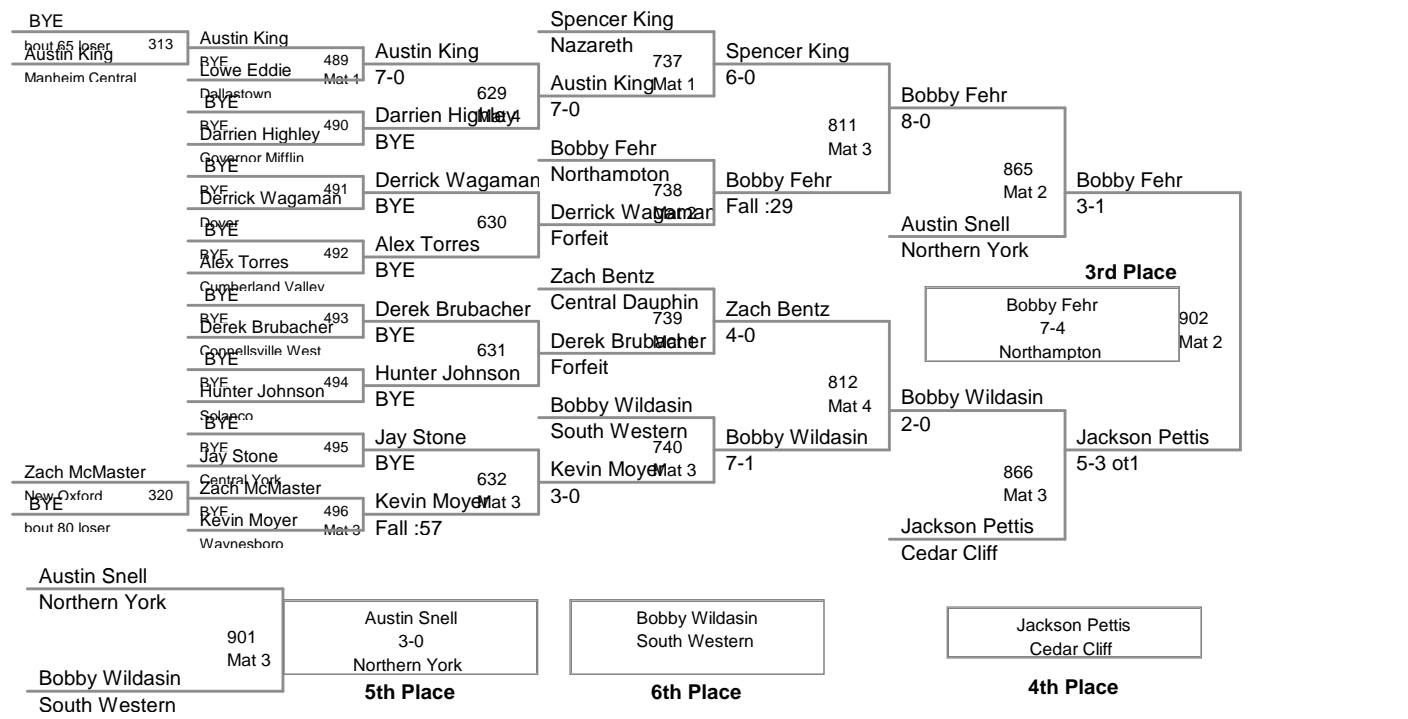 BYE
bout 65 loser
313
Austin King
Manheim Central
Zach McMaster
New Oxford
320
BYE
bout 80 loser
Austin King
BYE
489
Mat 1
Lowe Eddie
Dallastown
BYE
BYE
490
Darrien Highley
Governor Mifflin
BYE
BYE
491
Derrick Wagaman
Dover
BYE
BYE
492
Alex Torres
Cumberland Valley
BYE
BYE
493
Derek Brubacher
Connellsville West
BYE
BYE
494
Hunter Johnson
Solanco
BYE
BYE
495
Jay Stone
Central York
Zach McMaster
BYE
496
Mat 3
Kevin Moyer
Waynesboro
Austin King
7-0
629
Mat 4
Darrien Highley
BYE
Derrick Wagaman
BYE
630
Alex Torres
BYE
Derek Brubacher
BYE
631
Hunter Johnson
BYE
Jay Stone
BYE
632
Mat 3
Kevin Moyer
Fall :57
Spencer King
Nazareth
737
Mat 1
Austin King
7-0
Bobby Fehr
Northampton
738
Mat 2
Derrick Wagaman
Forfeit
Zach Bentz
Central Dauphin
739
Mat 1
Derek Brubacher
Forfeit
Bobby Wildasin
South Western
740
Mat 3
Kevin Moyer
3-0
Spencer King
6-0
811
Mat 3
Bobby Fehr
Fall :29
Zach Bentz
4-0
812
Mat 4
Bobby Wildasin
7-1
Bobby Fehr
8-0
865
Mat 2
Austin Snell
Northern York
Bobby Wildasin
2-0
866
Mat 3
Jackson Pettis
Cedar Cliff
Bobby Fehr
3-1
3rd Place
Bobby Fehr
7-4
Northampton
902
Mat 2
Jackson Pettis
5-3 ot1
Austin Snell
Northern York
901
Mat 3
Bobby Wildasin
South Western
Austin Snell
3-0
Northern York
5th Place
Bobby Wildasin
South Western
6th Place
Jackson Pettis
Cedar Cliff
4th Place